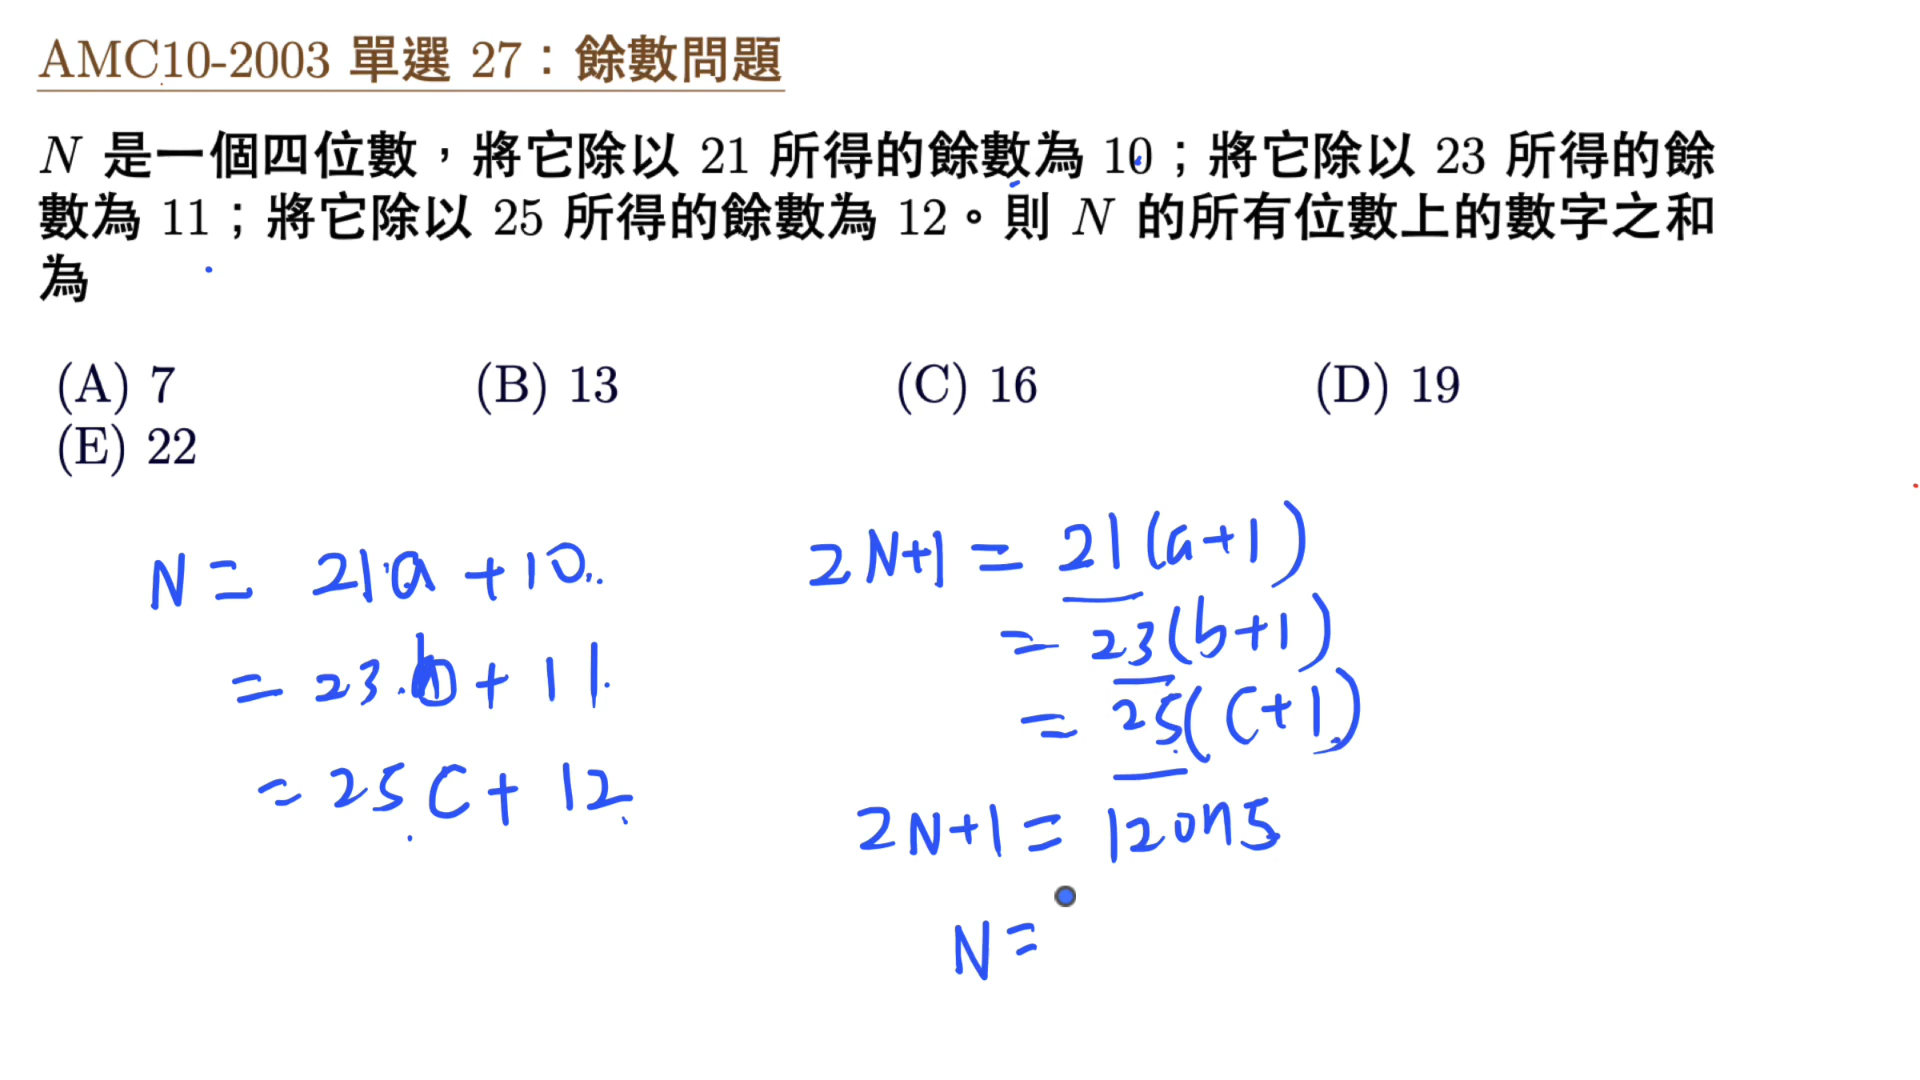 AMC10-2003 單選 27：餘數問題
N 是一個四位數，將它除以 21 所得的餘數為 10；將它除以 23 所得的餘
數為 11；將它除以 25 所得的餘數為 12。則 N 的所有位數上的數字之和
為
(A) 7 (B) 13 (C) 16 (D) 19
(E) 22
N = 21a + 10
= 23b + 11
= 25C + 12
2N+1 = 21(a+1)
= 23(b+1)
= 25(C+1)
2N+1 = 12075
N =